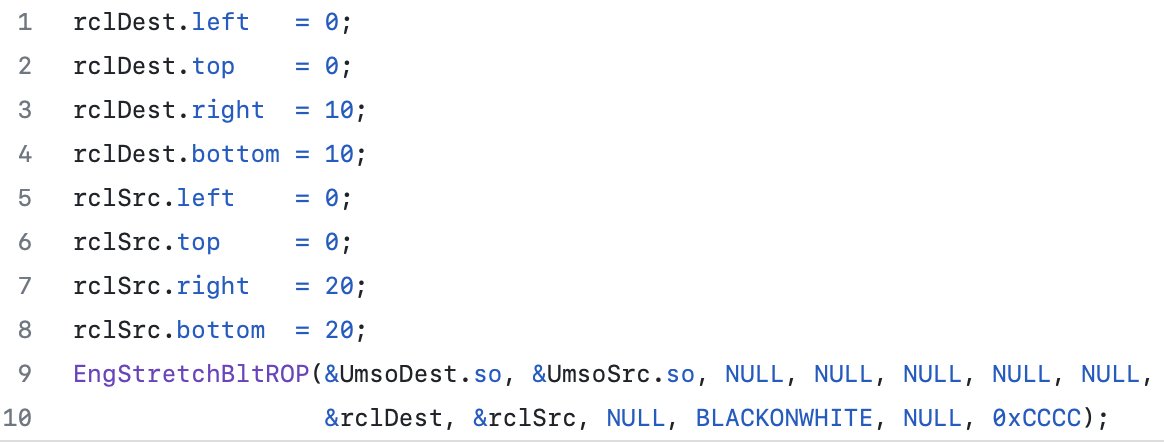 1 rclDest.left   = 0;
2 rclDest.top    = 0;
3 rclDest.right  = 10;
4 rclDest.bottom = 10;
5 rclSrc.left    = 0;
6 rclSrc.top     = 0;
7 rclSrc.right   = 20;
8 rclSrc.bottom  = 20;
9 EngStretchBltROP(&UmsoDest.so, &UmsoSrc.so, NULL, NULL, NULL, NULL, NULL,
10                  &rclDest, &rclSrc, NULL, BLACKONWHITE, NULL, 0xCCCC);